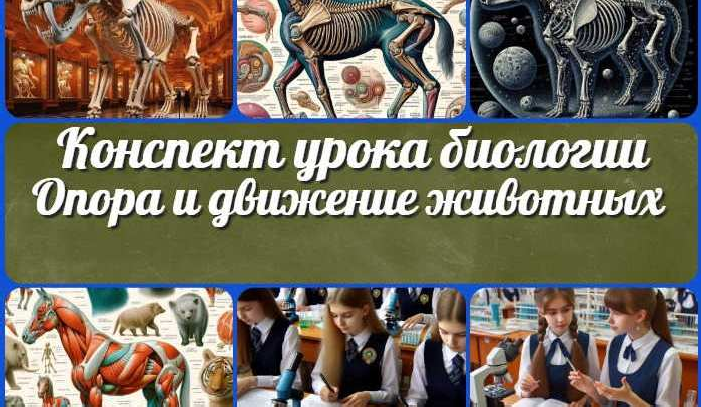 Конспект урока биологии
Опора и движение животных